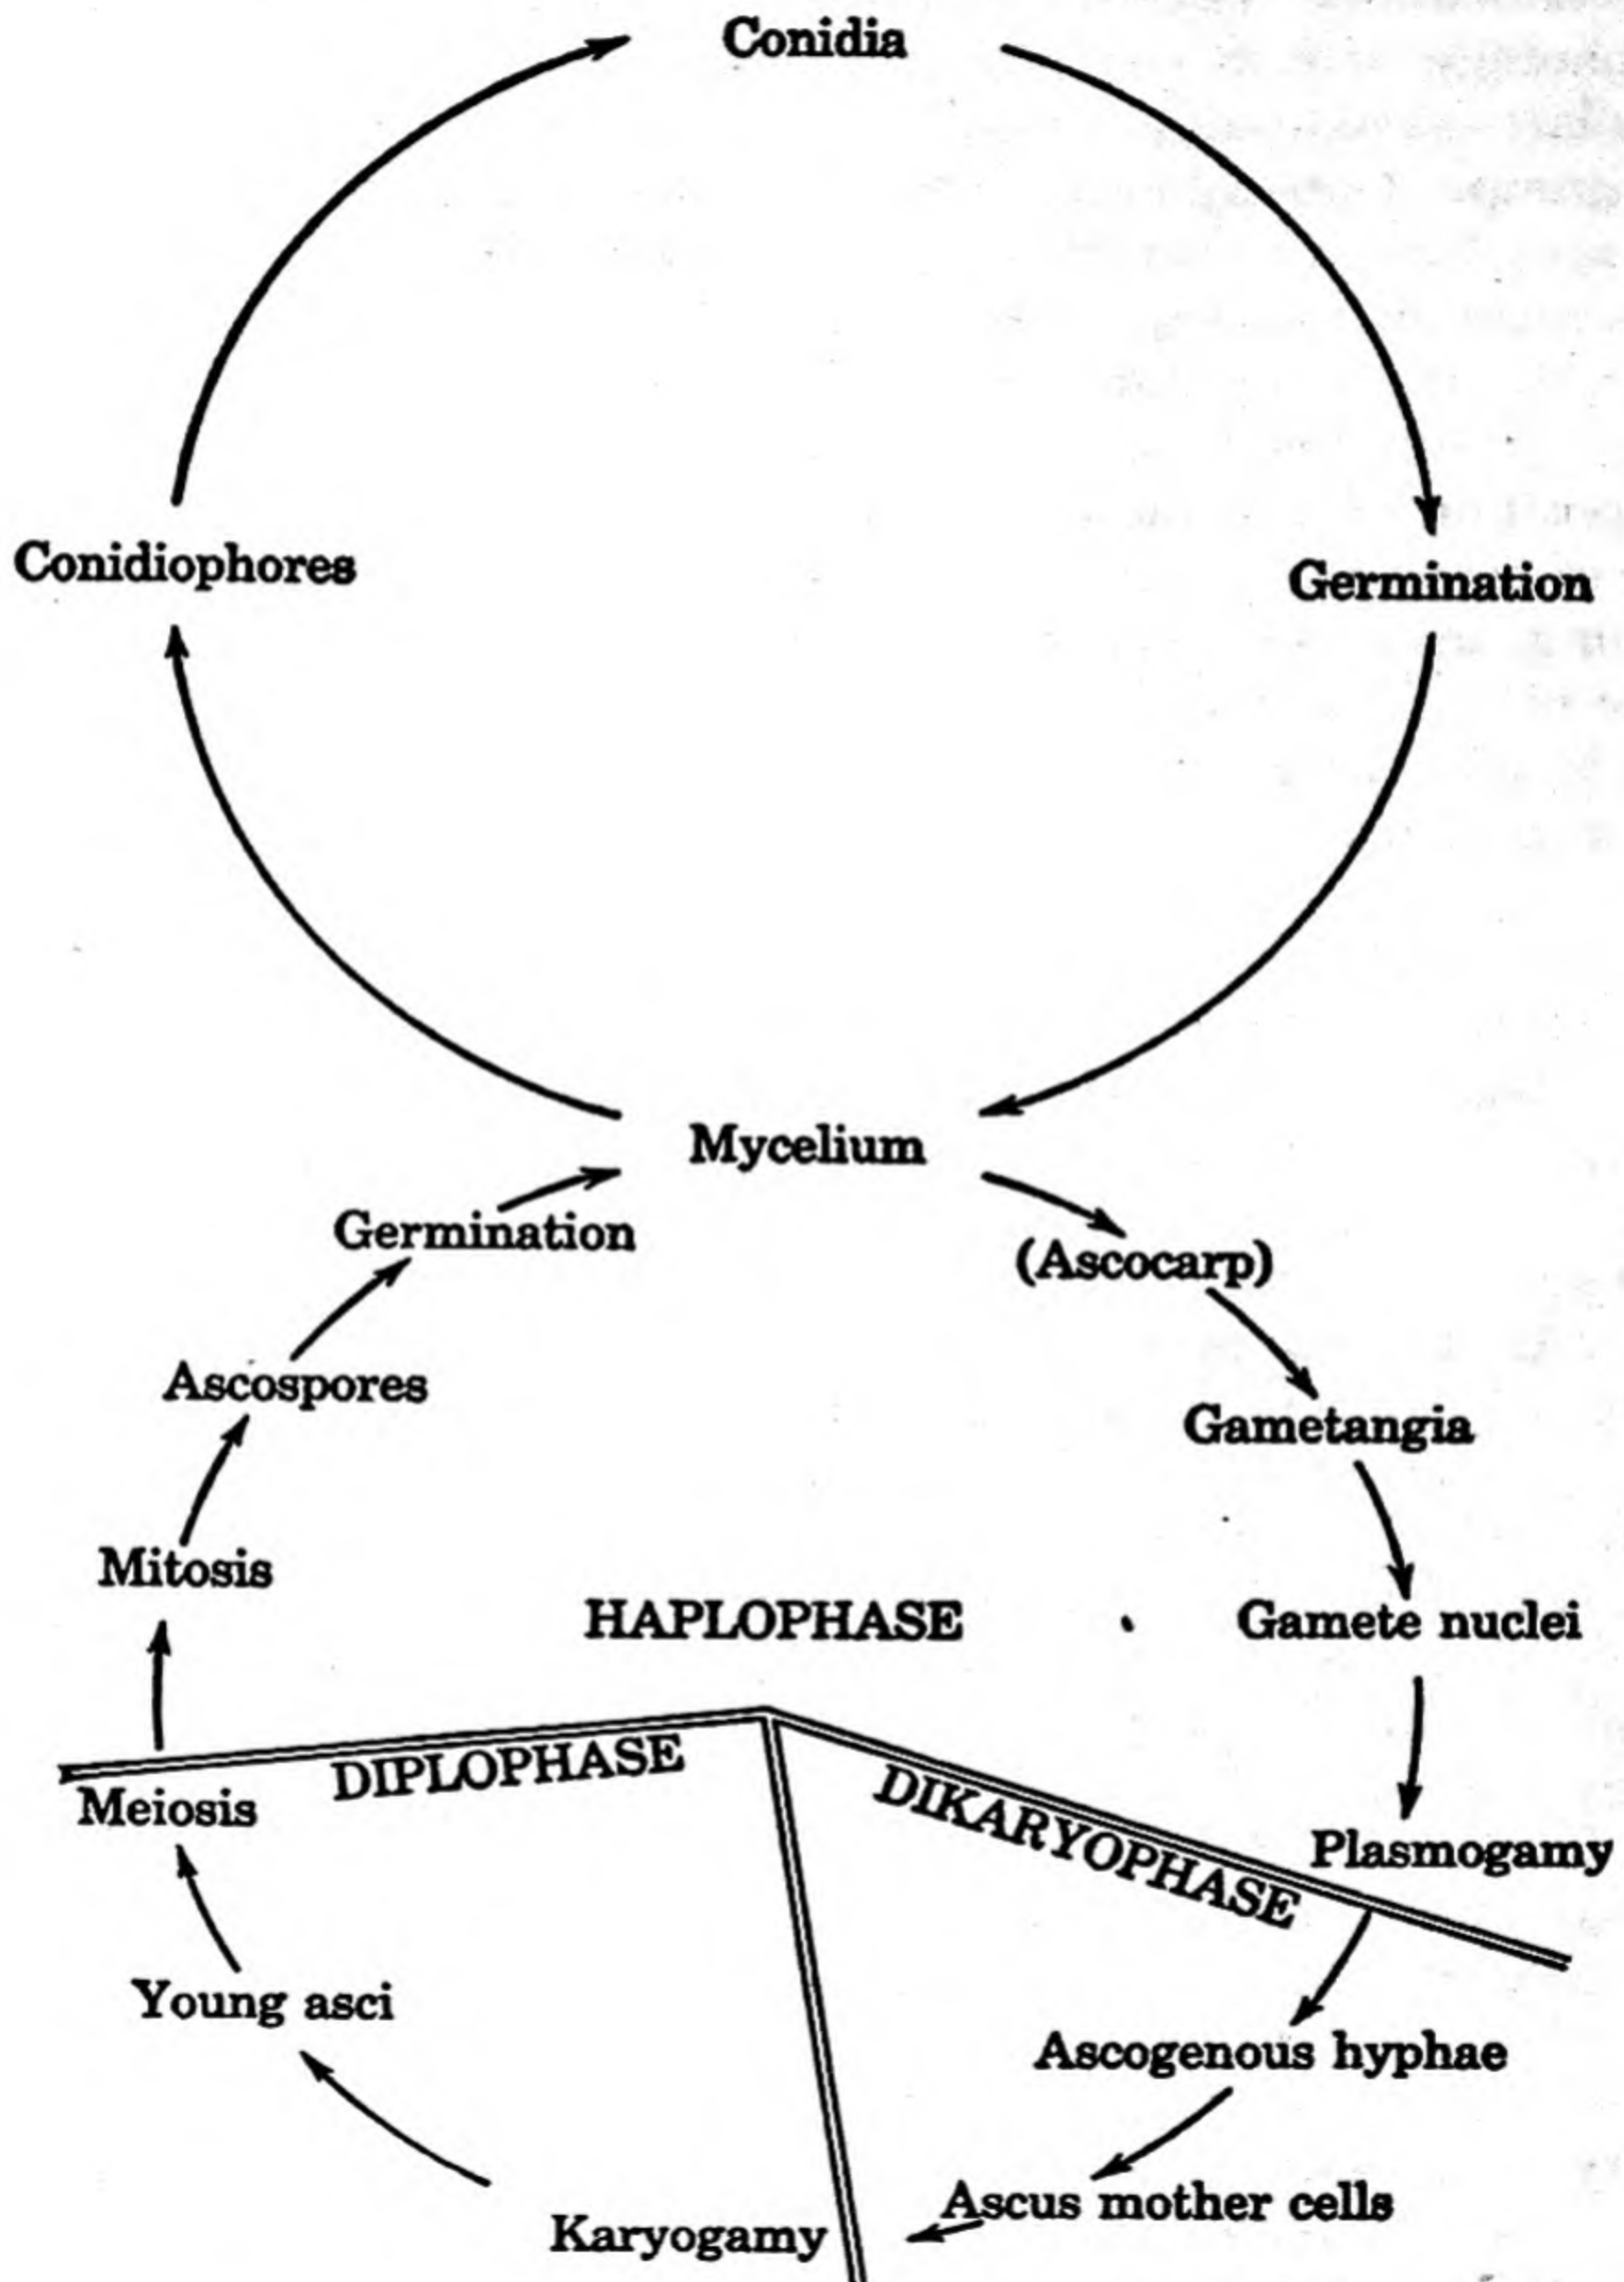 Conidia
Conidiophores
Germination
Mycelium
Germination
(Ascocarp)
Ascospores
Gametangia
Mitosis
HAPLOPHASE
Gamete nuclei
DIPLOPHASE
DIKARYOPHASE
Meiosis
Plasmogamy
Young asci
Ascogenous hyphae
Ascus mother cells
Karyogamy